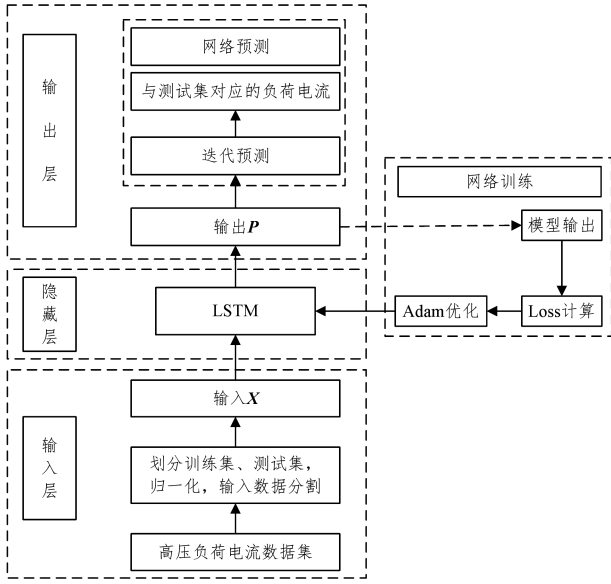 输出层
网络预测
与测试集对应的负荷电流
迭代预测
输出P
网络训练
模型输出
Loss计算
Adam优化
隐藏层
LSTM
输入层
输入X
划分训练集、测试集,
归一化, 输入数据分割
高压负荷电流数据集